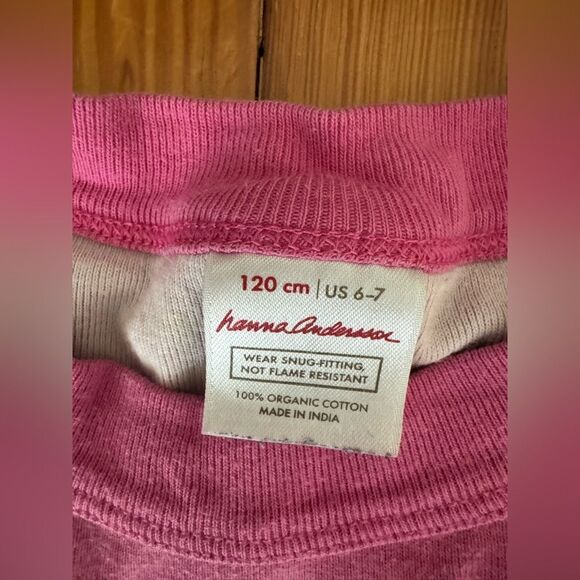 120 cm | US 6-7
hanna Andersson
WEAR SNUG-FITTING,
NOT FLAME RESISTANT
100% ORGANIC COTTON
MADE IN INDIA